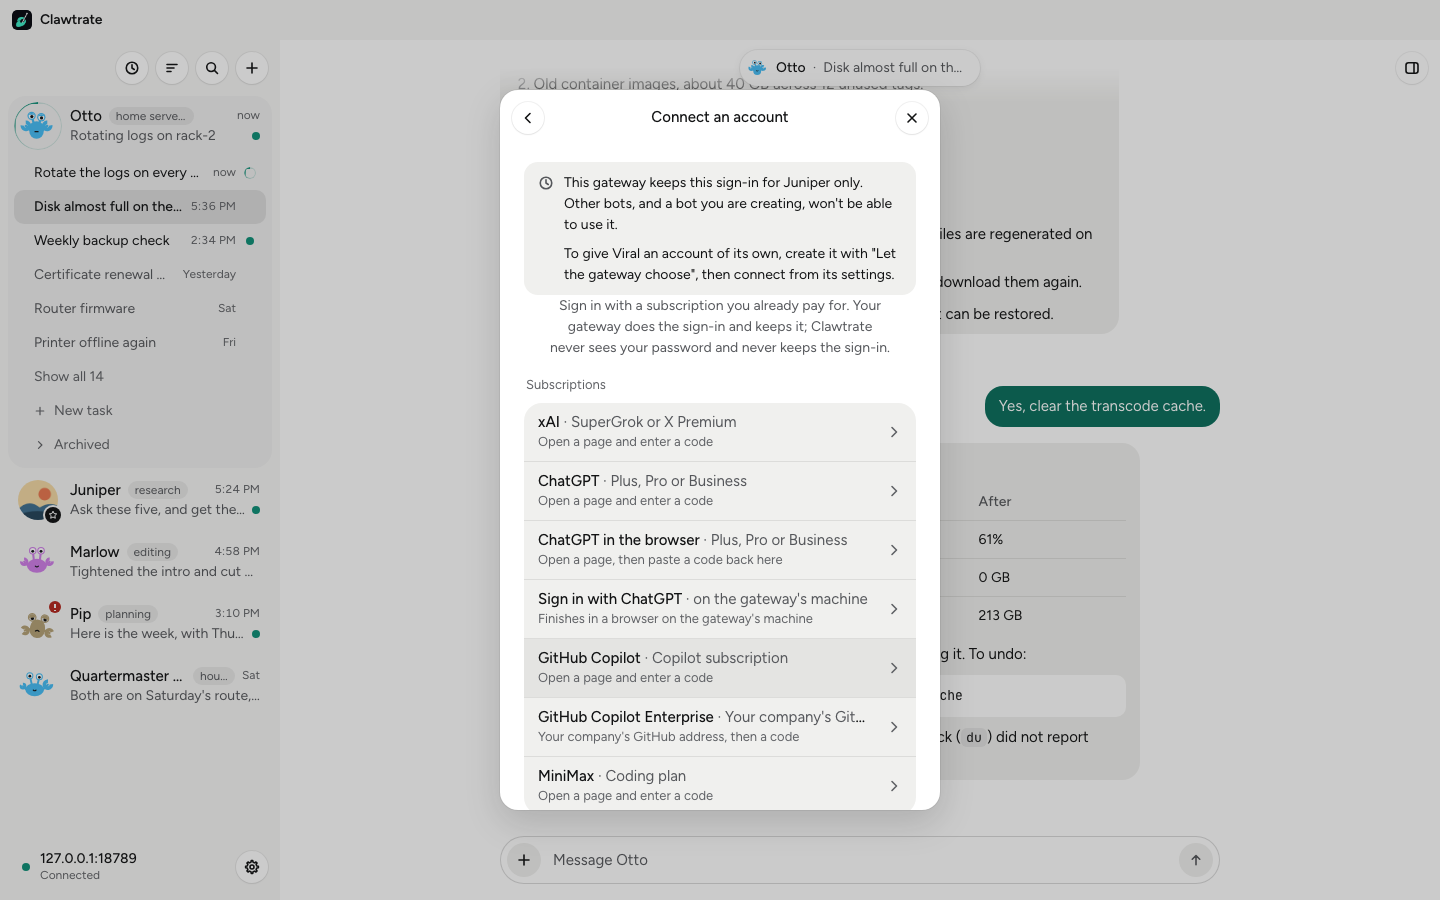 Clawtrate
Otto · Disk almost full on th...
Otto home serve... now
Rotating logs on rack-2
Rotate the logs on every ... now
Disk almost full on the... 5:36 PM
Weekly backup check 2:34 PM
Certificate renewal ... Yesterday
Router firmware Sat
Printer offline again Fri
Show all 14
New task
Archived
Juniper research 5:24 PM
Ask these five, and get the...
Marlow editing 4:58 PM
Tightened the intro and cut ...
Pip planning 3:10 PM
Here is the week, with Thu...
Quartermaster ... hou... Sat
Both are on Saturday's route,...
127.0.0.1:18789
Connected
2. Old container images, about 40 GB across 12 unused tags.
Connect an account
This gateway keeps this sign-in for Juniper only.
Other bots, and a bot you are creating, won't be able
to use it.
To give Viral an account of its own, create it with "Let
the gateway choose", then connect from its settings.
Sign in with a subscription you already pay for. Your
gateway does the sign-in and keeps it; Clawtrate
never sees your password and never keeps the sign-in.
Subscriptions
xAI · SuperGrok or X Premium
Open a page and enter a code
ChatGPT · Plus, Pro or Business
Open a page and enter a code
ChatGPT in the browser · Plus, Pro or Business
Open a page, then paste a code back here
Sign in with ChatGPT · on the gateway's machine
Finishes in a browser on the gateway's machine
GitHub Copilot · Copilot subscription
Open a page and enter a code
GitHub Copilot Enterprise · Your company's Git...
Your company's GitHub address, then a code
MiniMax · Coding plan
Open a page and enter a code
iles are regenerated on
download them again.
can be restored.
Yes, clear the transcode cache.
After
61%
0 GB
213 GB
g it. To undo:
che
ck ( du ) did not report
Message Otto